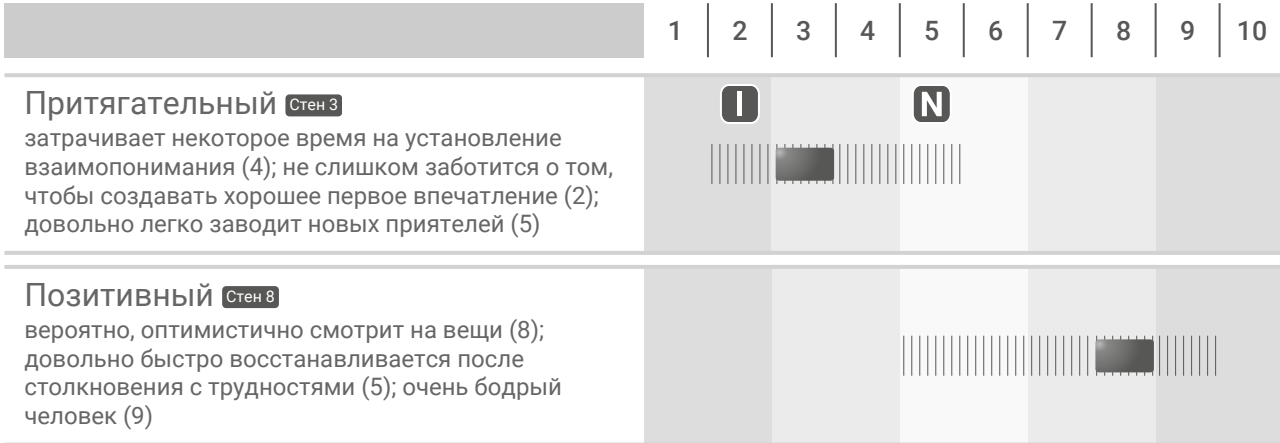 1 2 3 4 5 6 7 8 9 10
Притягательный Стен 3
I N
затрачивает некоторое время на установление
взаимопонимания (4); не слишком заботится о том,
чтобы создавать хорошее первое впечатление (2);
довольно легко заводит новых приятелей (5)
Позитивный Стен 8
вероятно, оптимистично смотрит на вещи (8);
довольно быстро восстанавливается после
столкновения с трудностями (5); очень бодрый
человек (9)